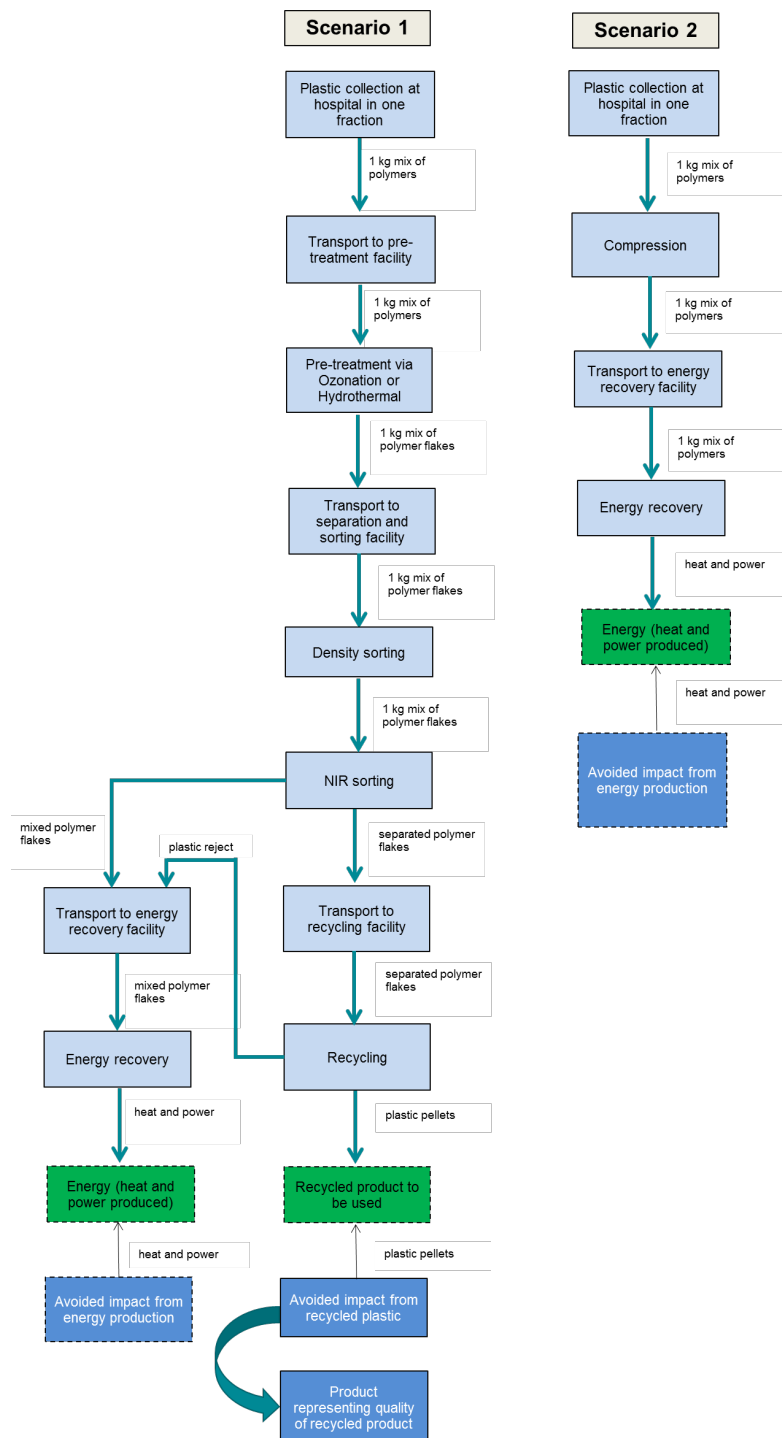 Scenario 1
Plastic collection at
hospital in one
fraction
1 kg mix of
polymers
Transport to pre-
treatment facility
1 kg mix of
polymers
Pre-treatment via
Ozonation or
Hydrothermal
1 kg mix of
polymer flakes
Transport to
separation and
sorting facility
1 kg mix of
polymer flakes
Density sorting
1 kg mix of
polymer flakes
NIR sorting
mixed polymer
flakes
plastic reject
separated polymer
flakes
Transport to energy
recovery facility
Transport to
recycling facility
mixed polymer
flakes
separated polymer
flakes
Energy recovery
Recycling
heat and power
plastic pellets
Energy (heat and
power produced)
Recycled product to
be used
heat and power
plastic pellets
Avoided impact from
energy production
Avoided impact from
recycled plastic
Product
representing quality
of recycled product
Scenario 2
Plastic collection at
hospital in one
fraction
1 kg mix of
polymers
Compression
1 kg mix of
polymers
Transport to energy
recovery facility
1 kg mix of
polymers
Energy recovery
heat and power
Energy (heat and
power produced)
heat and power
Avoided impact from
energy production